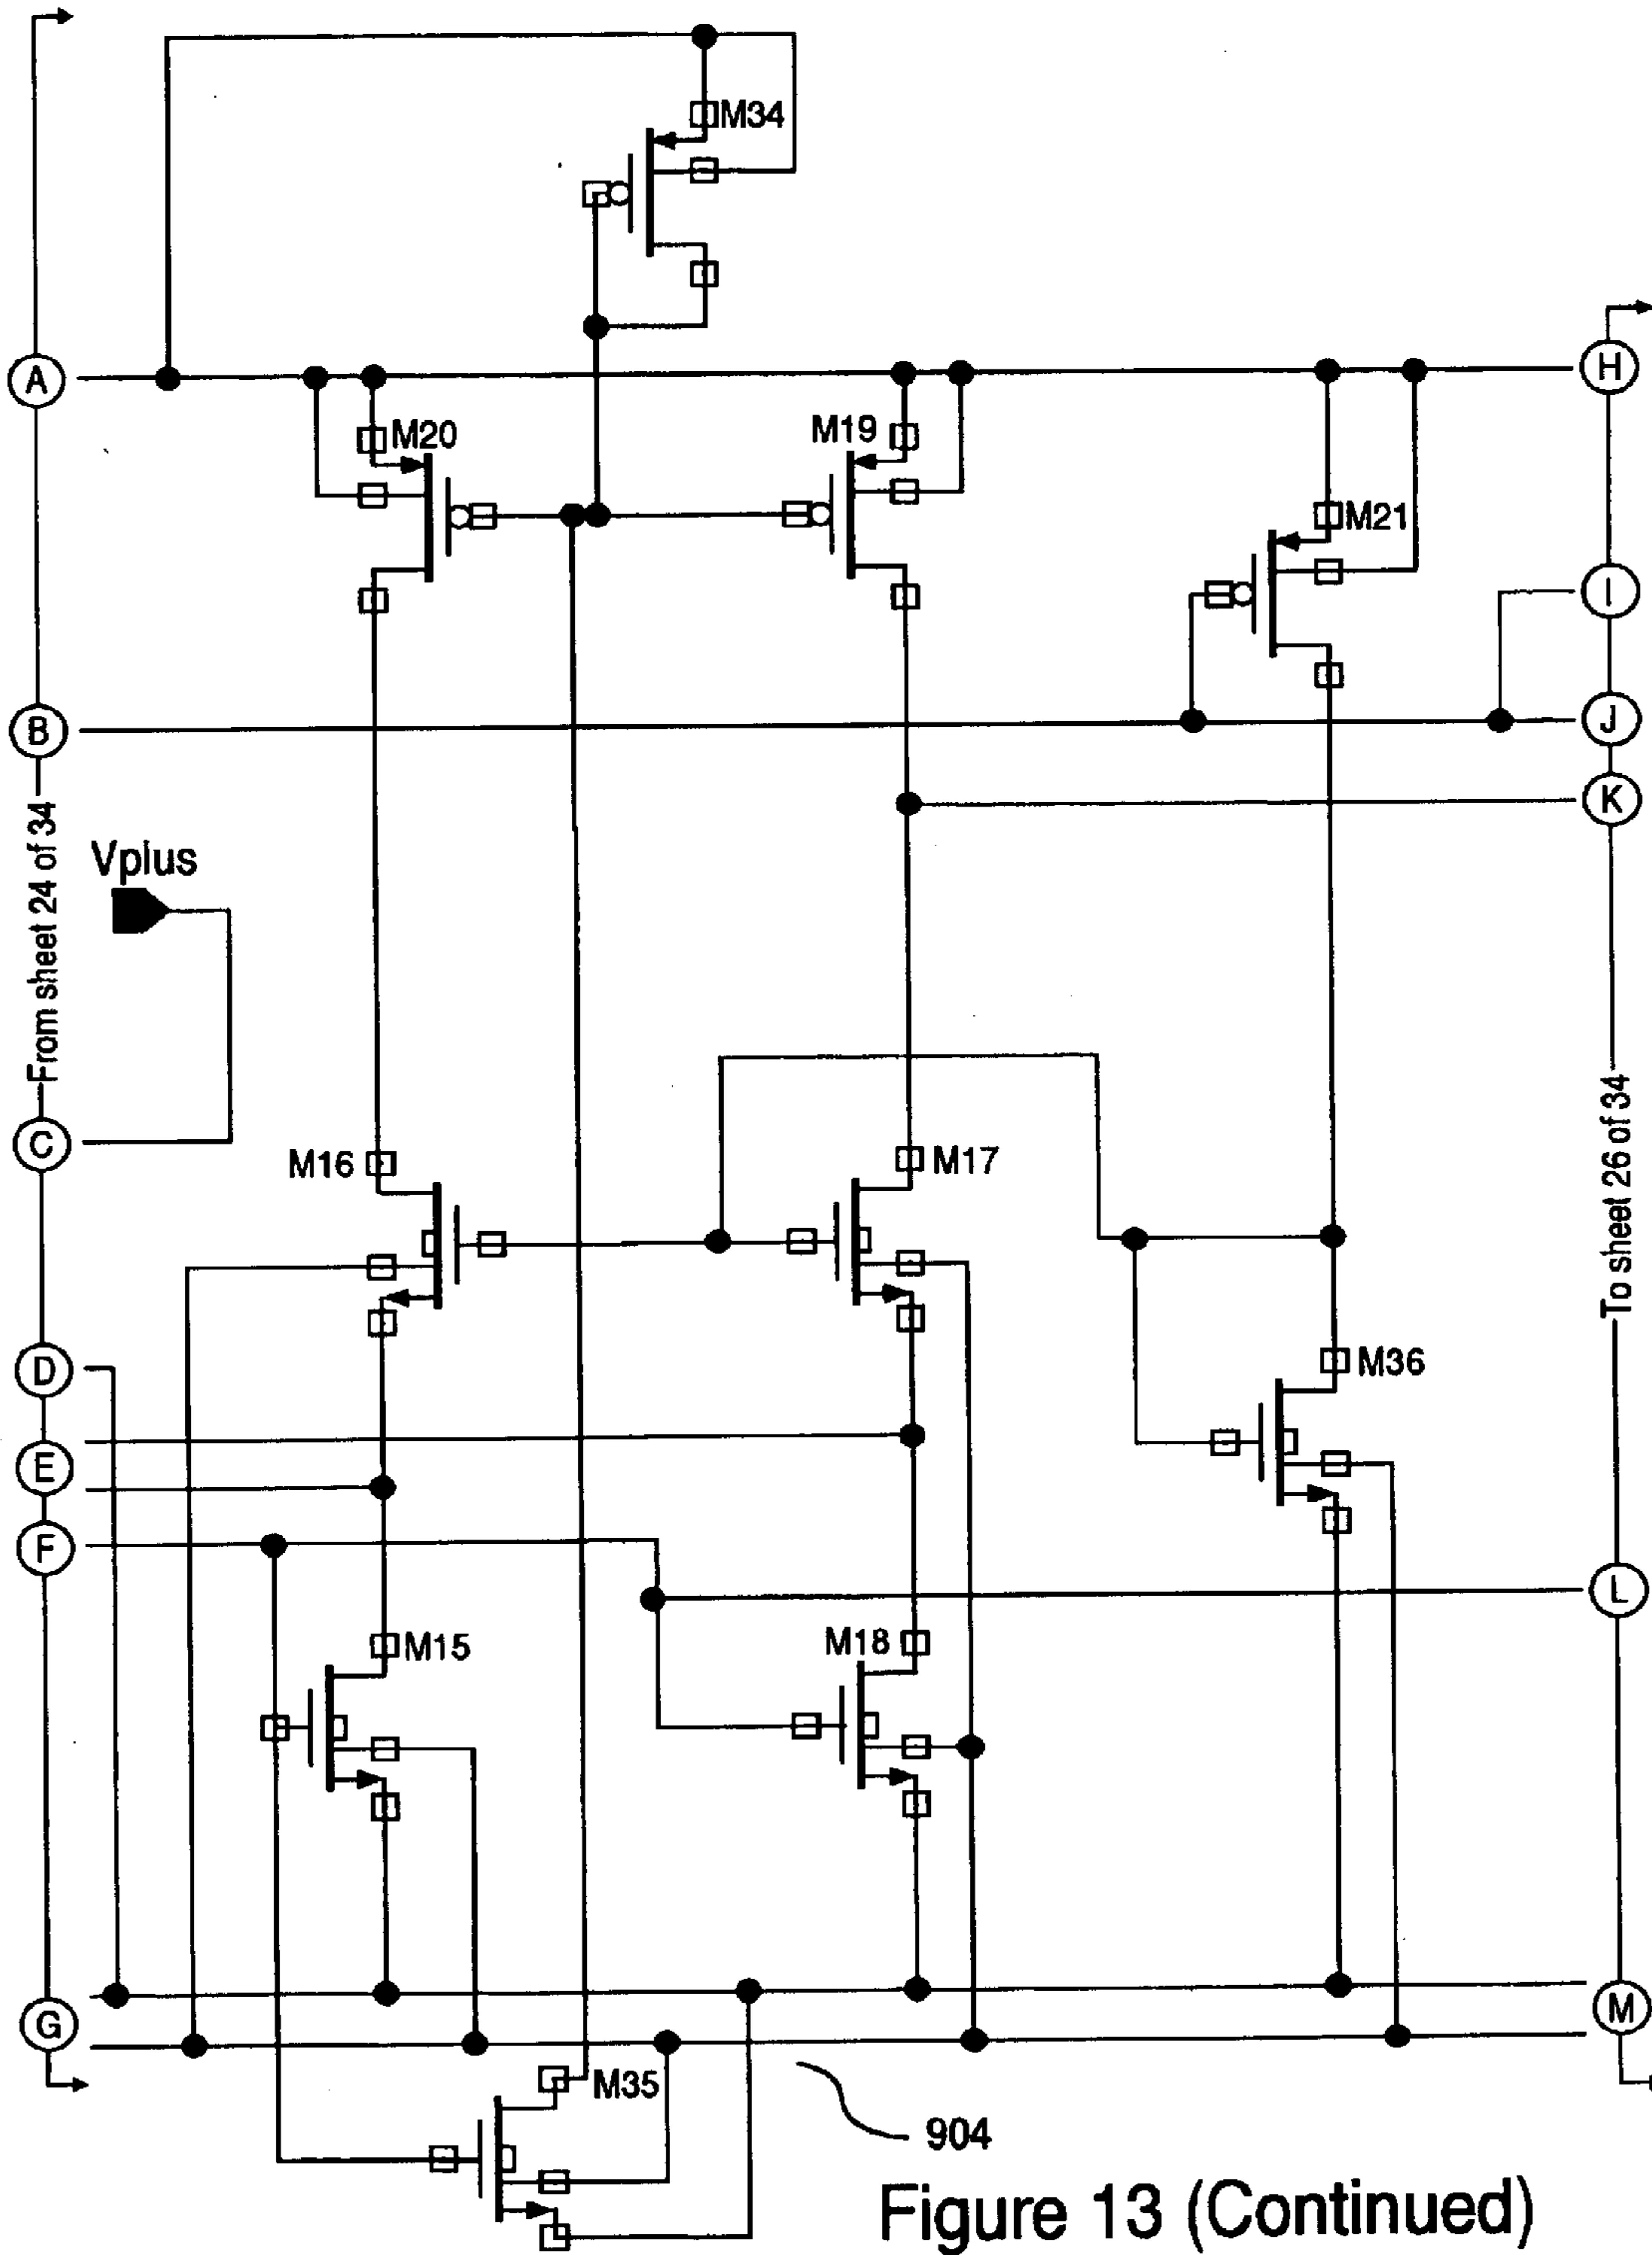 M34
A
H
M20
M19
M21
I
B
J
K
From sheet 24 of 34
Vplus
C
M16
M17
To sheet 26 of 34
D
M36
E
F
L
M15
M18
G
M
M35
904
Figure 13 (Continued)